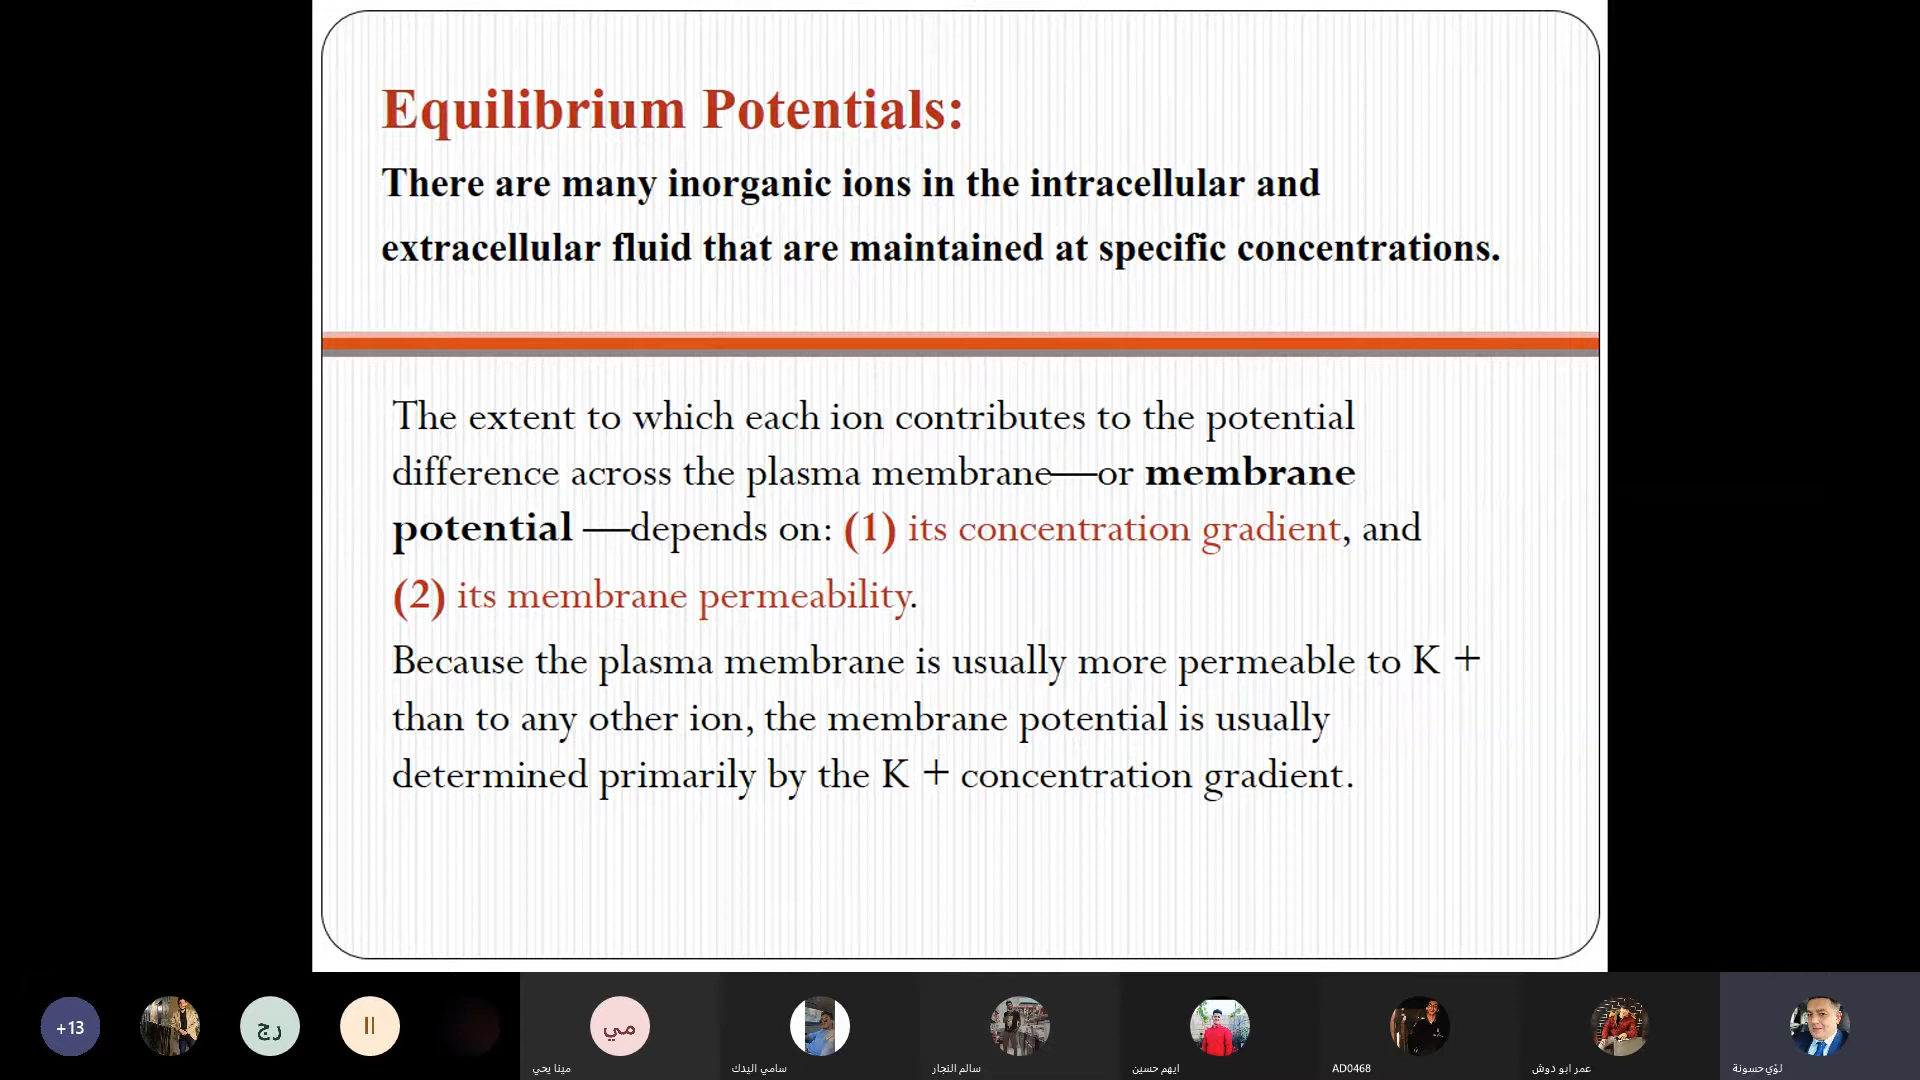 Equilibrium Potentials:
There are many inorganic ions in the intracellular and
extracellular fluid that are maintained at specific concentrations.
The extent to which each ion contributes to the potential
difference across the plasma membrane—or membrane
potential —depends on: (1) its concentration gradient, and
(2) its membrane permeability.
Because the plasma membrane is usually more permeable to K +
than to any other ion, the membrane potential is usually
determined primarily by the K + concentration gradient.
+13
رج
اا
مي
مينا يحي
سامي اليدك
سالم النجار
ايهم حسين
AD0468
عمر ابو دوش
لؤي حسونة